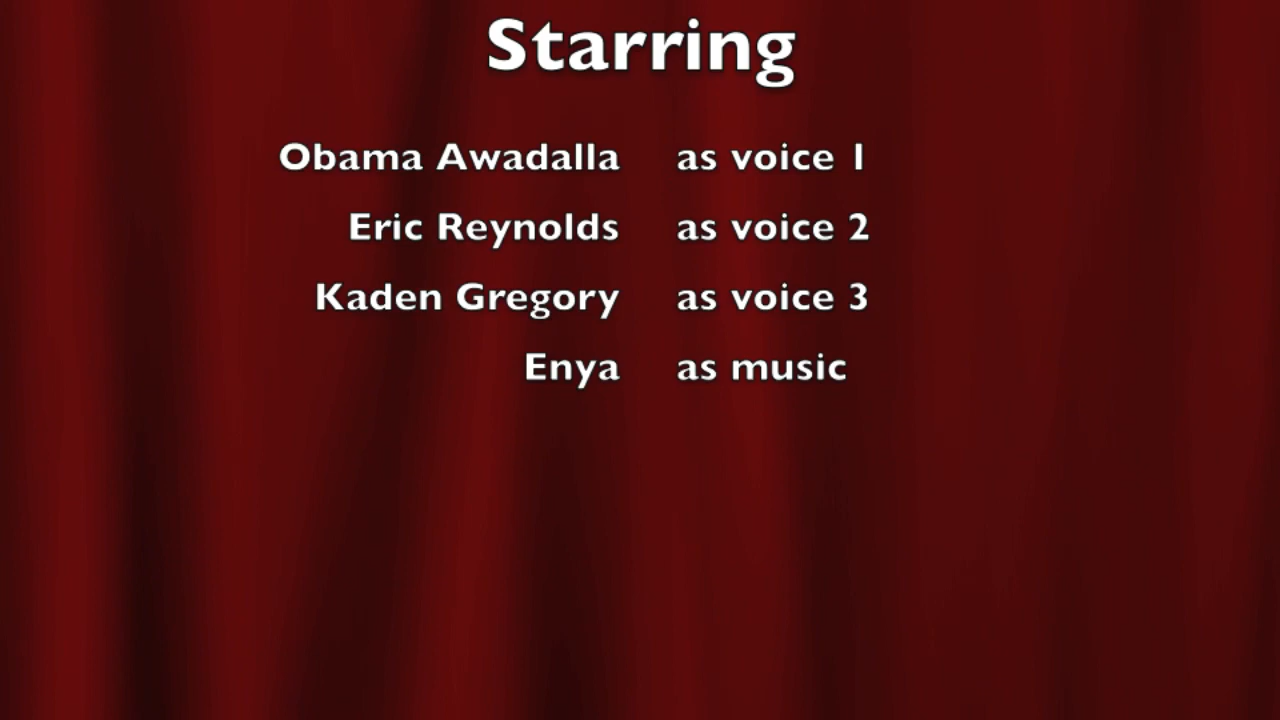 Starring
Obama Awadalla as voice 1
Eric Reynolds as voice 2
Kaden Gregory as voice 3
Enya as music